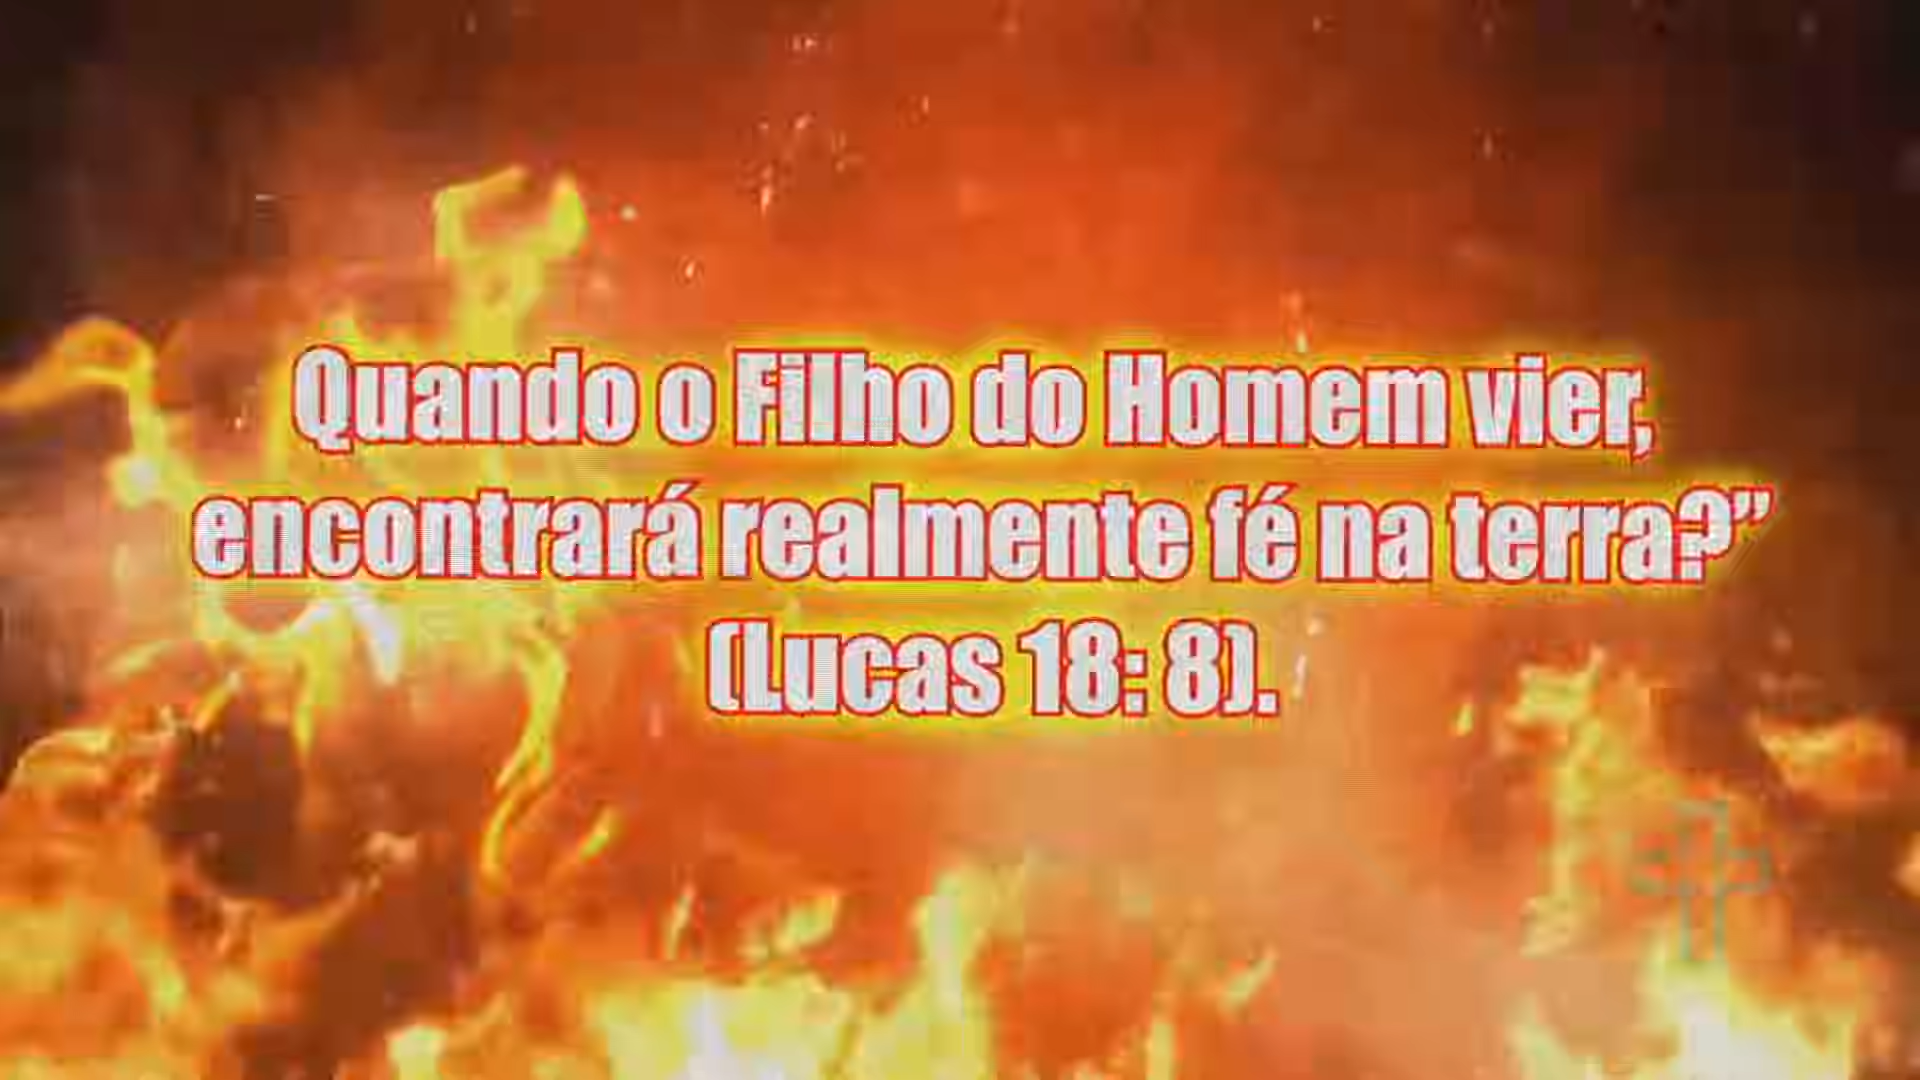 Quando o Filho do Homem vier,
encontrará realmente fé na terra?”
(Lucas 18: 8).